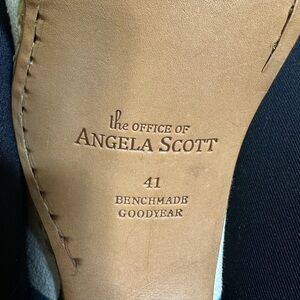 the OFFICE OF
ANGELA SCOTT
41
BENCHMADE
GOODYEAR